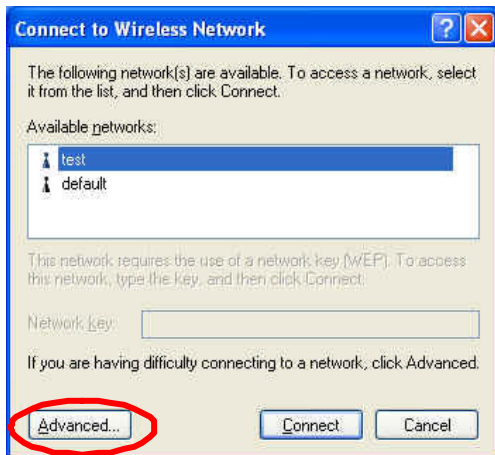 Connect to Wireless Network
The following network(s) are available. To access a network, select
it from the list, and then click Connect.
Available networks:
test
default
This network requires the use of a network key (WEP). To access
this network, type the key, and then click Connect.
Network key:
If you are having difficulty connecting to a network, click Advanced.
Advanced... Connect Cancel